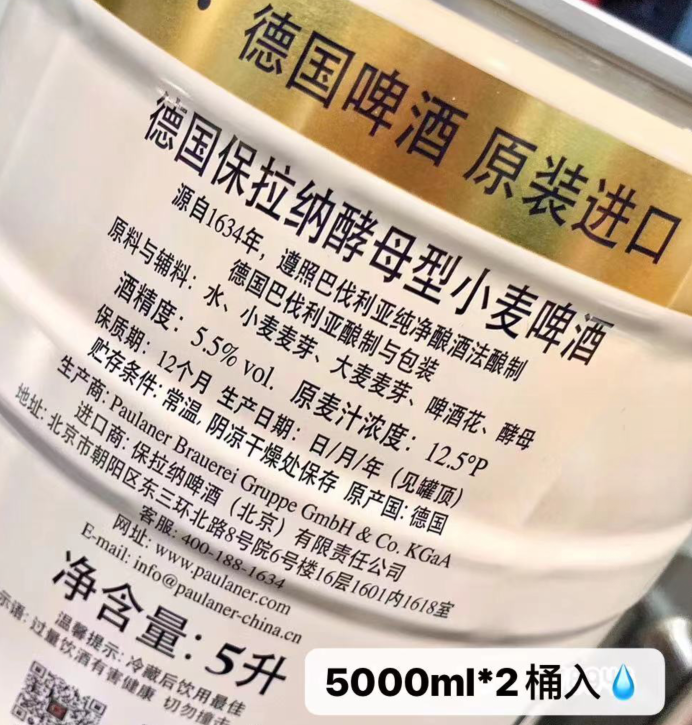 德国啤酒 原装进口
德国保拉纳酵母型小麦啤酒
源自1634年，遵照巴伐利亚纯净酿酒法酿制
德国巴伐利亚酿制与包装
原料与辅料：水、小麦麦芽、大麦麦芽、啤酒花、酵母
酒精度：5.5% vol. 原麦汁浓度：12.5°P
保质期：12个月 生产日期：日/月/年（见罐顶）
贮存条件: 常温, 阴凉干燥处保存 原产国: 德国
生产商: Paulaner Brauerei Gruppe GmbH & Co. KGaA
进口商: 保拉纳啤酒（北京）有限责任公司
地址: 北京市朝阳区东三环北路8号院6号楼16层1601内1618室
客服: 400-188-1634
网址: www.paulaner.com
E-mail: info@paulaner-china.cn
净含量: 5升
温馨提示: 冷藏后饮用最佳
示语: 过量饮酒有害健康 切勿撞击
5000ml*2桶入💧